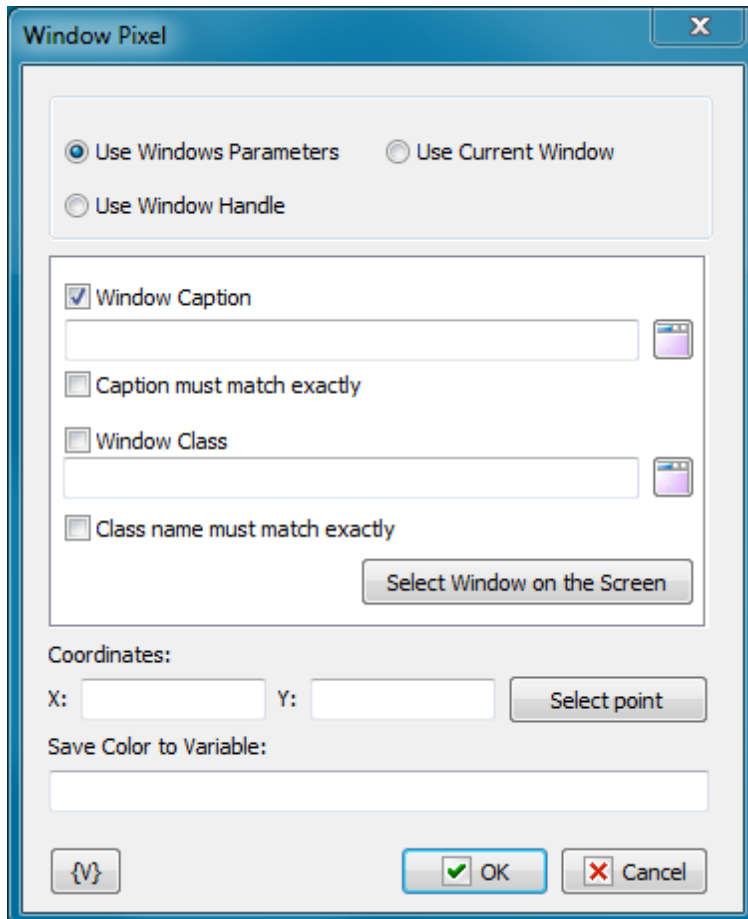 Window Pixel
Use Windows Parameters Use Current Window
Use Window Handle
Window Caption
Caption must match exactly
Window Class
Class name must match exactly
Select Window on the Screen
Coordinates:
X: Y: Select point
Save Color to Variable:
{V} OK Cancel